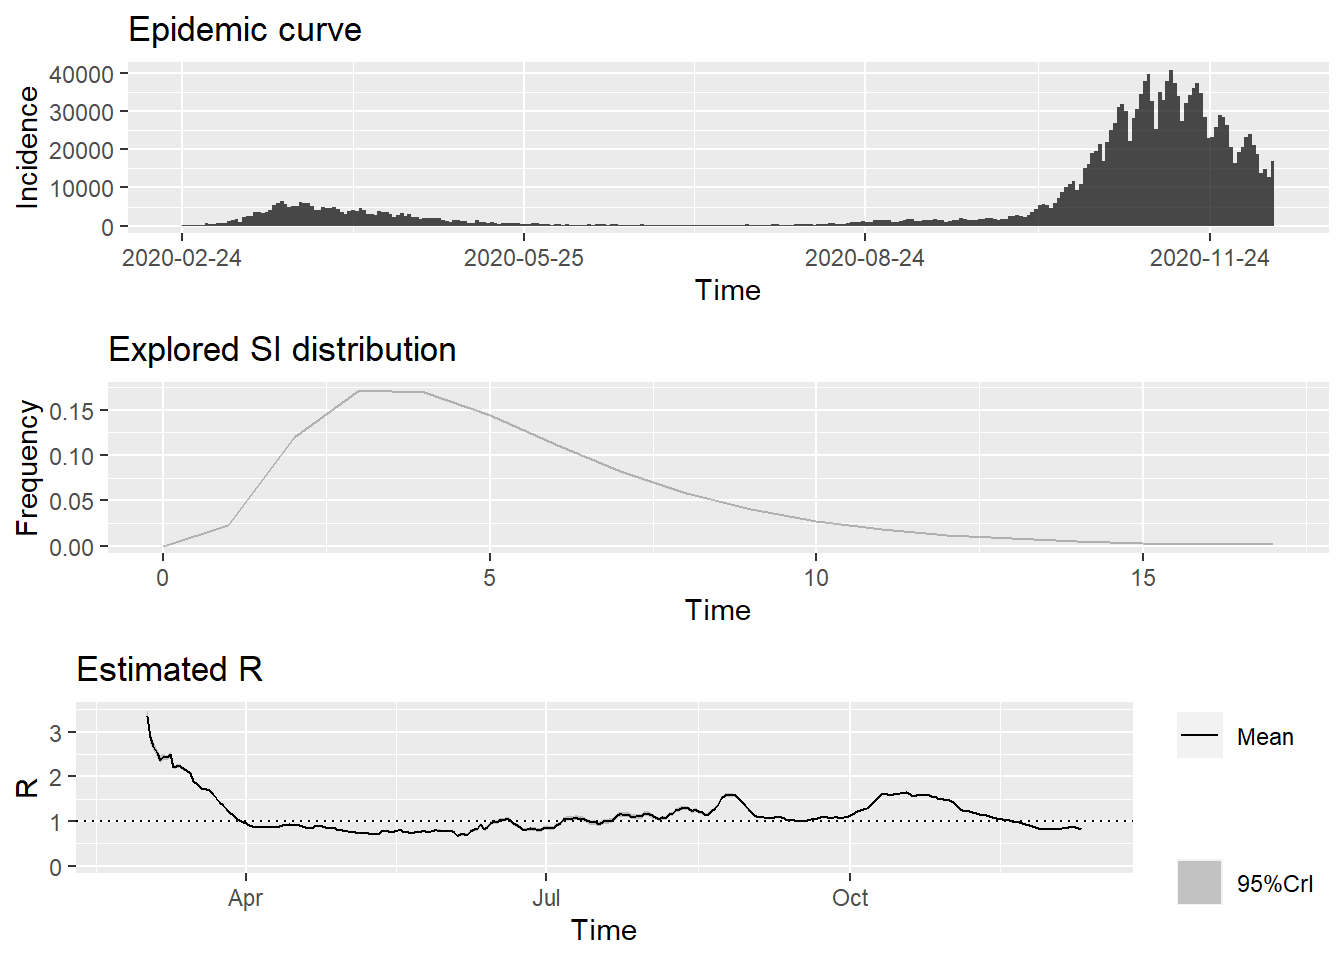 Epidemic curve
40000
30000
20000
10000
0
Incidence
2020-02-24 2020-05-25 2020-08-24 2020-11-24
Time
Explored SI distribution
0.15
0.10
0.05
0.00
Frequency
0 5 10 15
Time
Estimated R
3
2
1
0
R
Apr Jul Oct
Time
Mean
95%CrI